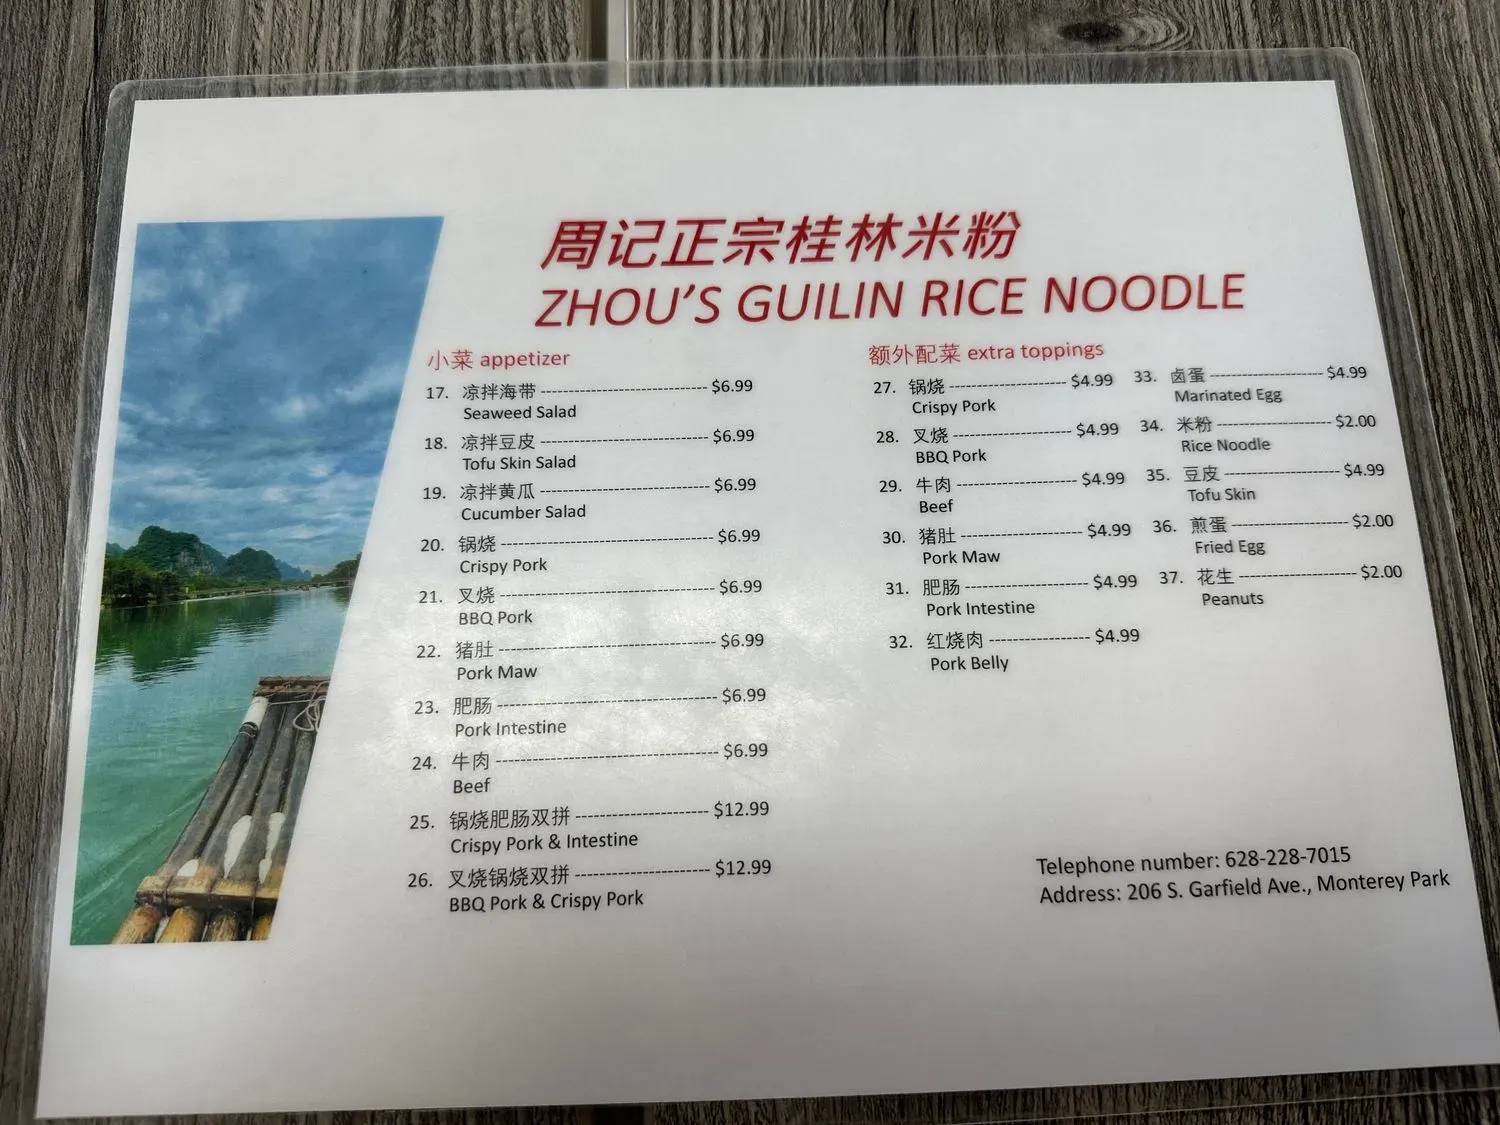 周记正宗桂林米粉
ZHOU'S GUILIN RICE NOODLE
小菜 appetizer
17. 凉拌海带 ------------------------------------ $6.99
Seaweed Salad
18. 凉拌豆皮 ------------------------------------ $6.99
Tofu Skin Salad
19. 凉拌黄瓜 ------------------------------------ $6.99
Cucumber Salad
20. 锅烧 ---------------------------------------------- $6.99
Crispy Pork
21. 叉烧 ---------------------------------------------- $6.99
BBQ Pork
22. 猪肚 ---------------------------------------------- $6.99
Pork Maw
23. 肥肠 ---------------------------------------------- $6.99
Pork Intestine
24. 牛肉 ---------------------------------------------- $6.99
Beef
25. 锅烧肥肠双拼 --------------------------- $12.99
Crispy Pork & Intestine
26. 叉烧锅烧双拼 --------------------------- $12.99
BBQ Pork & Crispy Pork
额外配菜 extra toppings
27. 锅烧 ------------------------ $4.99
Crispy Pork
28. 叉烧 ------------------------ $4.99
BBQ Pork
29. 牛肉 ------------------------ $4.99
Beef
30. 猪肚 ------------------------ $4.99
Pork Maw
31. 肥肠 ------------------------ $4.99
Pork Intestine
32. 红烧肉 ------------------- $4.99
Pork Belly
33. 卤蛋 ------------------------ $4.99
Marinated Egg
34. 米粉 ------------------------ $2.00
Rice Noodle
35. 豆皮 ------------------------ $4.99
Tofu Skin
36. 煎蛋 ------------------------ $2.00
Fried Egg
37. 花生 ------------------------ $2.00
Peanuts
Telephone number: 628-228-7015
Address: 206 S. Garfield Ave., Monterey Park